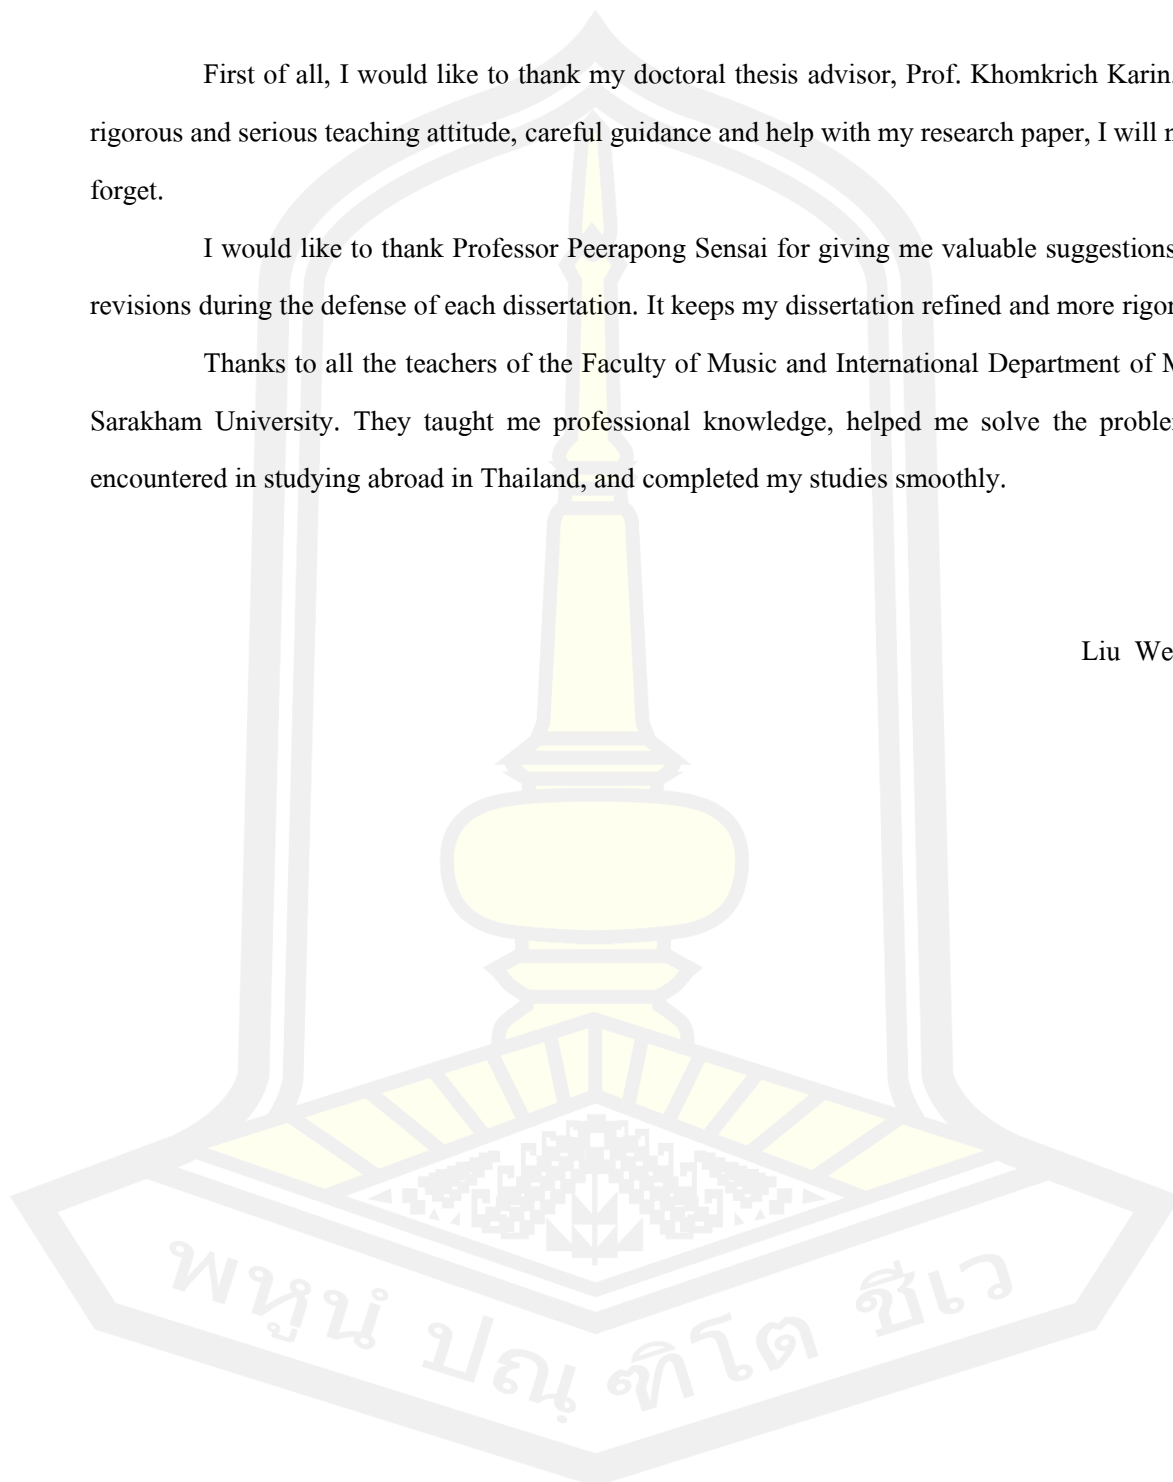 First of all, I would like to thank my doctoral thesis advisor, Prof. Khomkrich Karin.
rigorous and serious teaching attitude, careful guidance and help with my research paper, I will
forget.
I would like to thank Professor Peerapong Sensai for giving me valuable suggestions
revisions during the defense of each dissertation. It keeps my dissertation refined and more
Thanks to all the teachers of the Faculty of Music and International Department of
Sarakham University. They taught me professional knowledge, helped me solve the
encountered in studying abroad in Thailand, and completed my studies smoothly.
Liu
พหูนํ ปณฺฑิโต ชีเว